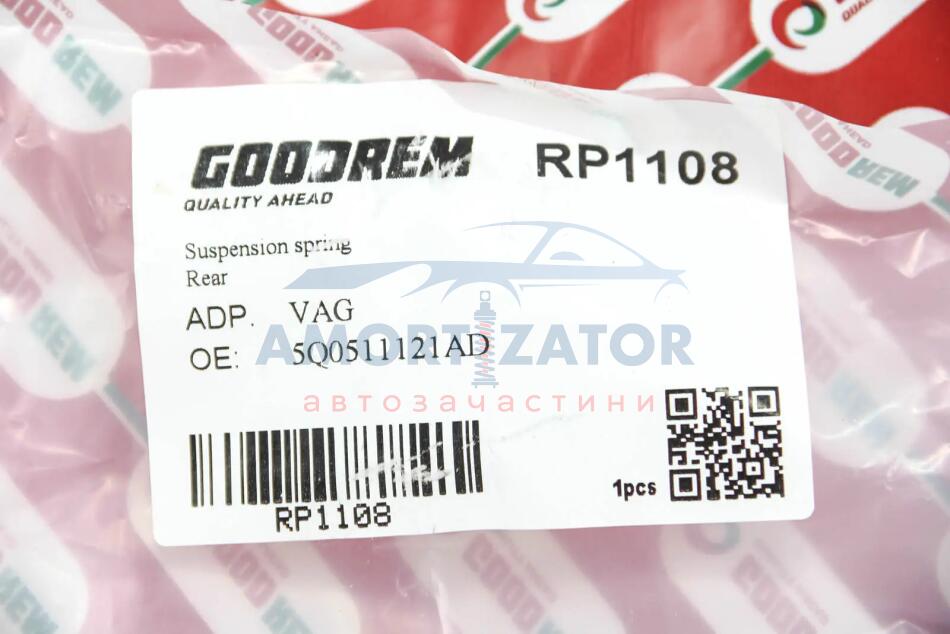 GOODREM
QUALITY AHEAD
RP1108
Suspension spring
Rear
ADP. VAG
OE: 5Q0511121AD
AMORTIZATOR
автозачастини
1pcs
RP1108